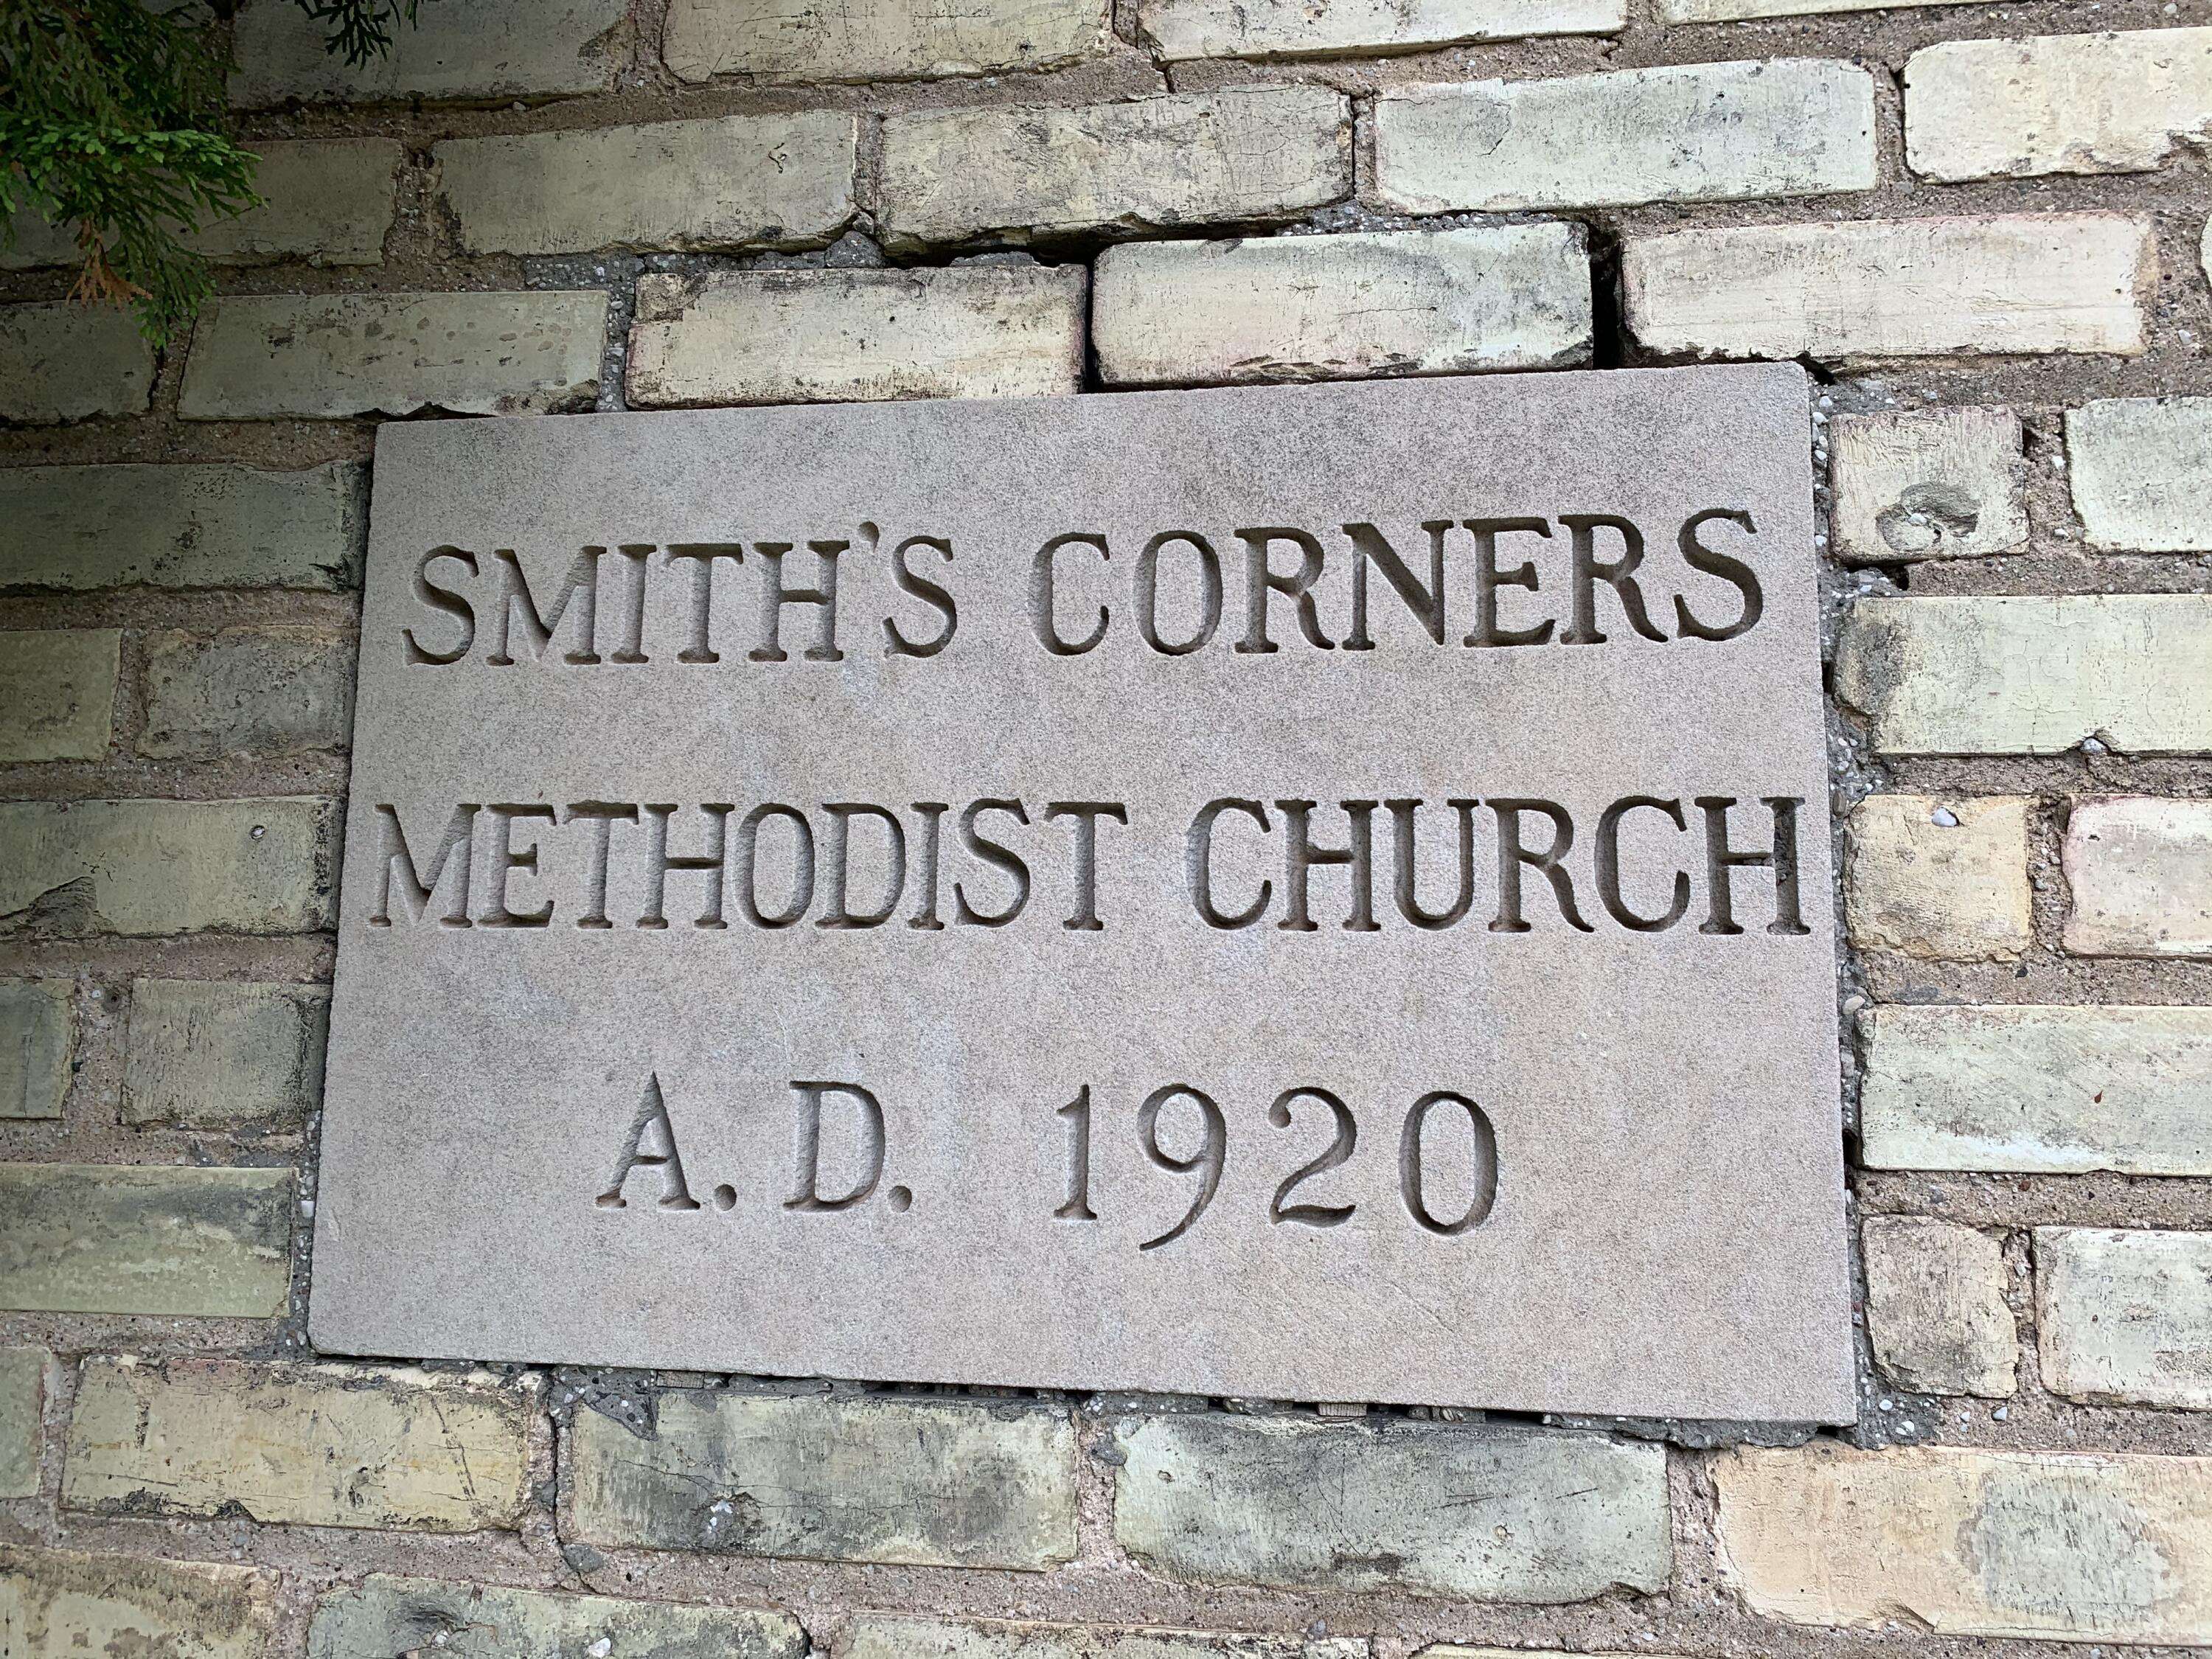 SMITH'S CORNERS
METHODIST CHURCH
A.D. 1920